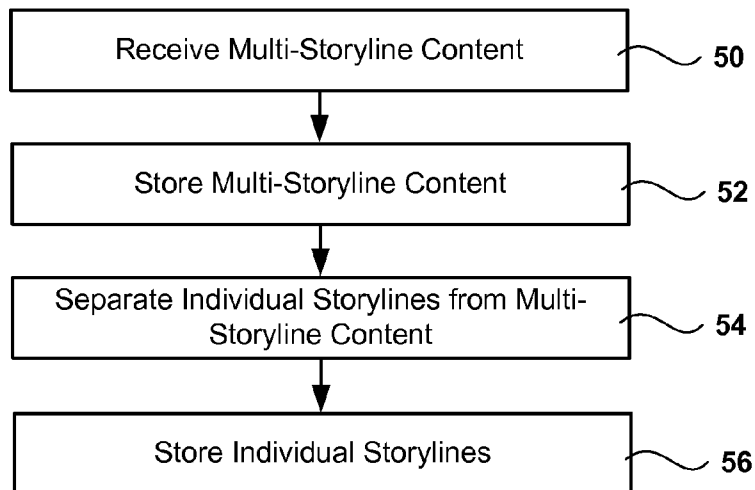 Receive Multi-Storyline Content
50
Store Multi-Storyline Content
52
Separate Individual Storylines from Multi-
Storyline Content
54
Store Individual Storylines
56